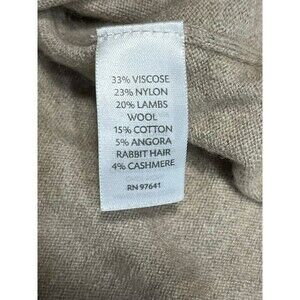 33% VISCOSE
23% NYLON
20% LAMBS
WOOL
15% COTTON
5% ANGORA
RABBIT HAIR
4% CASHMERE
RN 97641